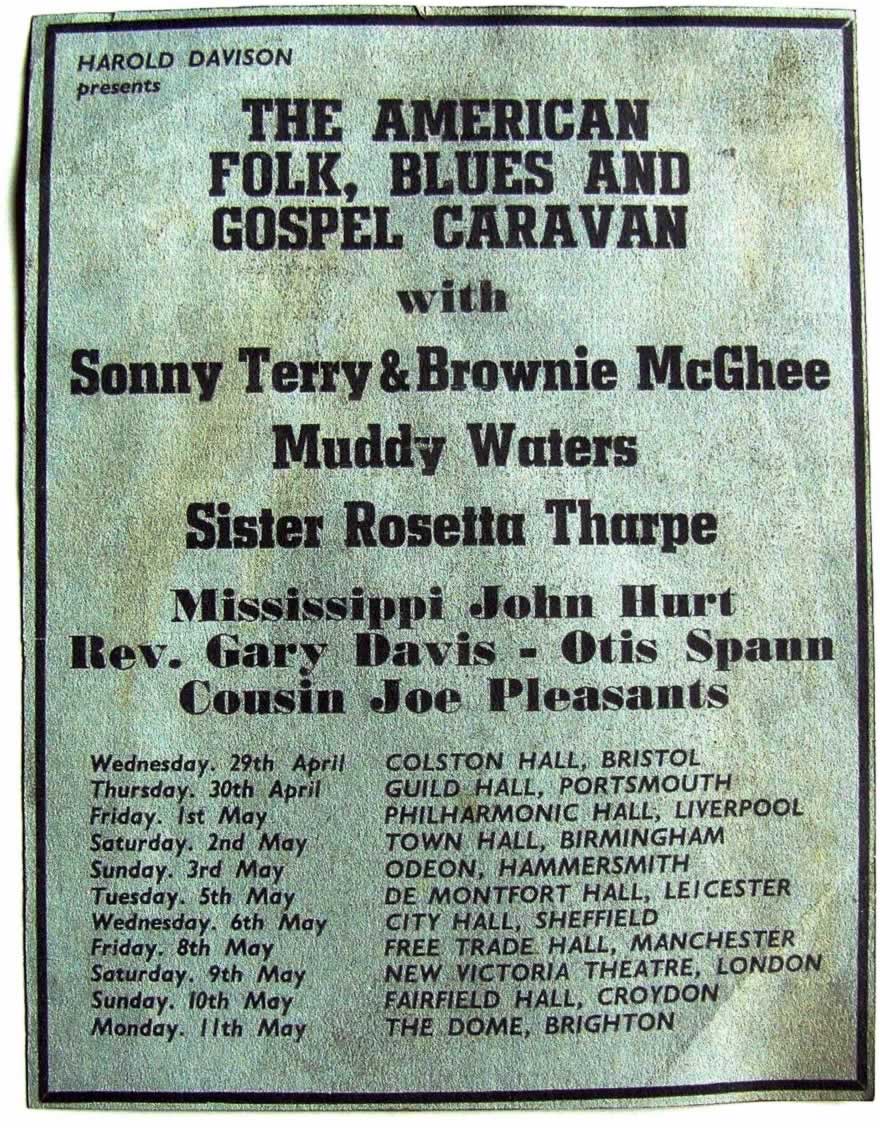 HAROLD DAVISON
presents
THE AMERICAN
FOLK, BLUES AND
GOSPEL CARAVAN
with
Sonny Terry & Brownie McGhee
Muddy Waters
Sister Rosetta Tharpe
Mississippi John Hurt
Rev. Gary Davis - Otis Spann
Cousin Joe Pleasants
Wednesday. 29th April COLSTON HALL, BRISTOL
Thursday. 30th April GUILD HALL, PORTSMOUTH
Friday. 1st May PHILHARMONIC HALL, LIVERPOOL
Saturday. 2nd May TOWN HALL, BIRMINGHAM
Sunday. 3rd May ODEON, HAMMERSMITH
Tuesday. 5th May DE MONTFORT HALL, LEICESTER
Wednesday. 6th May CITY HALL, SHEFFIELD
Friday. 8th May FREE TRADE HALL, MANCHESTER
Saturday. 9th May NEW VICTORIA THEATRE, LONDON
Sunday. 10th May FAIRFIELD HALL, CROYDON
Monday. 11th May THE DOME, BRIGHTON